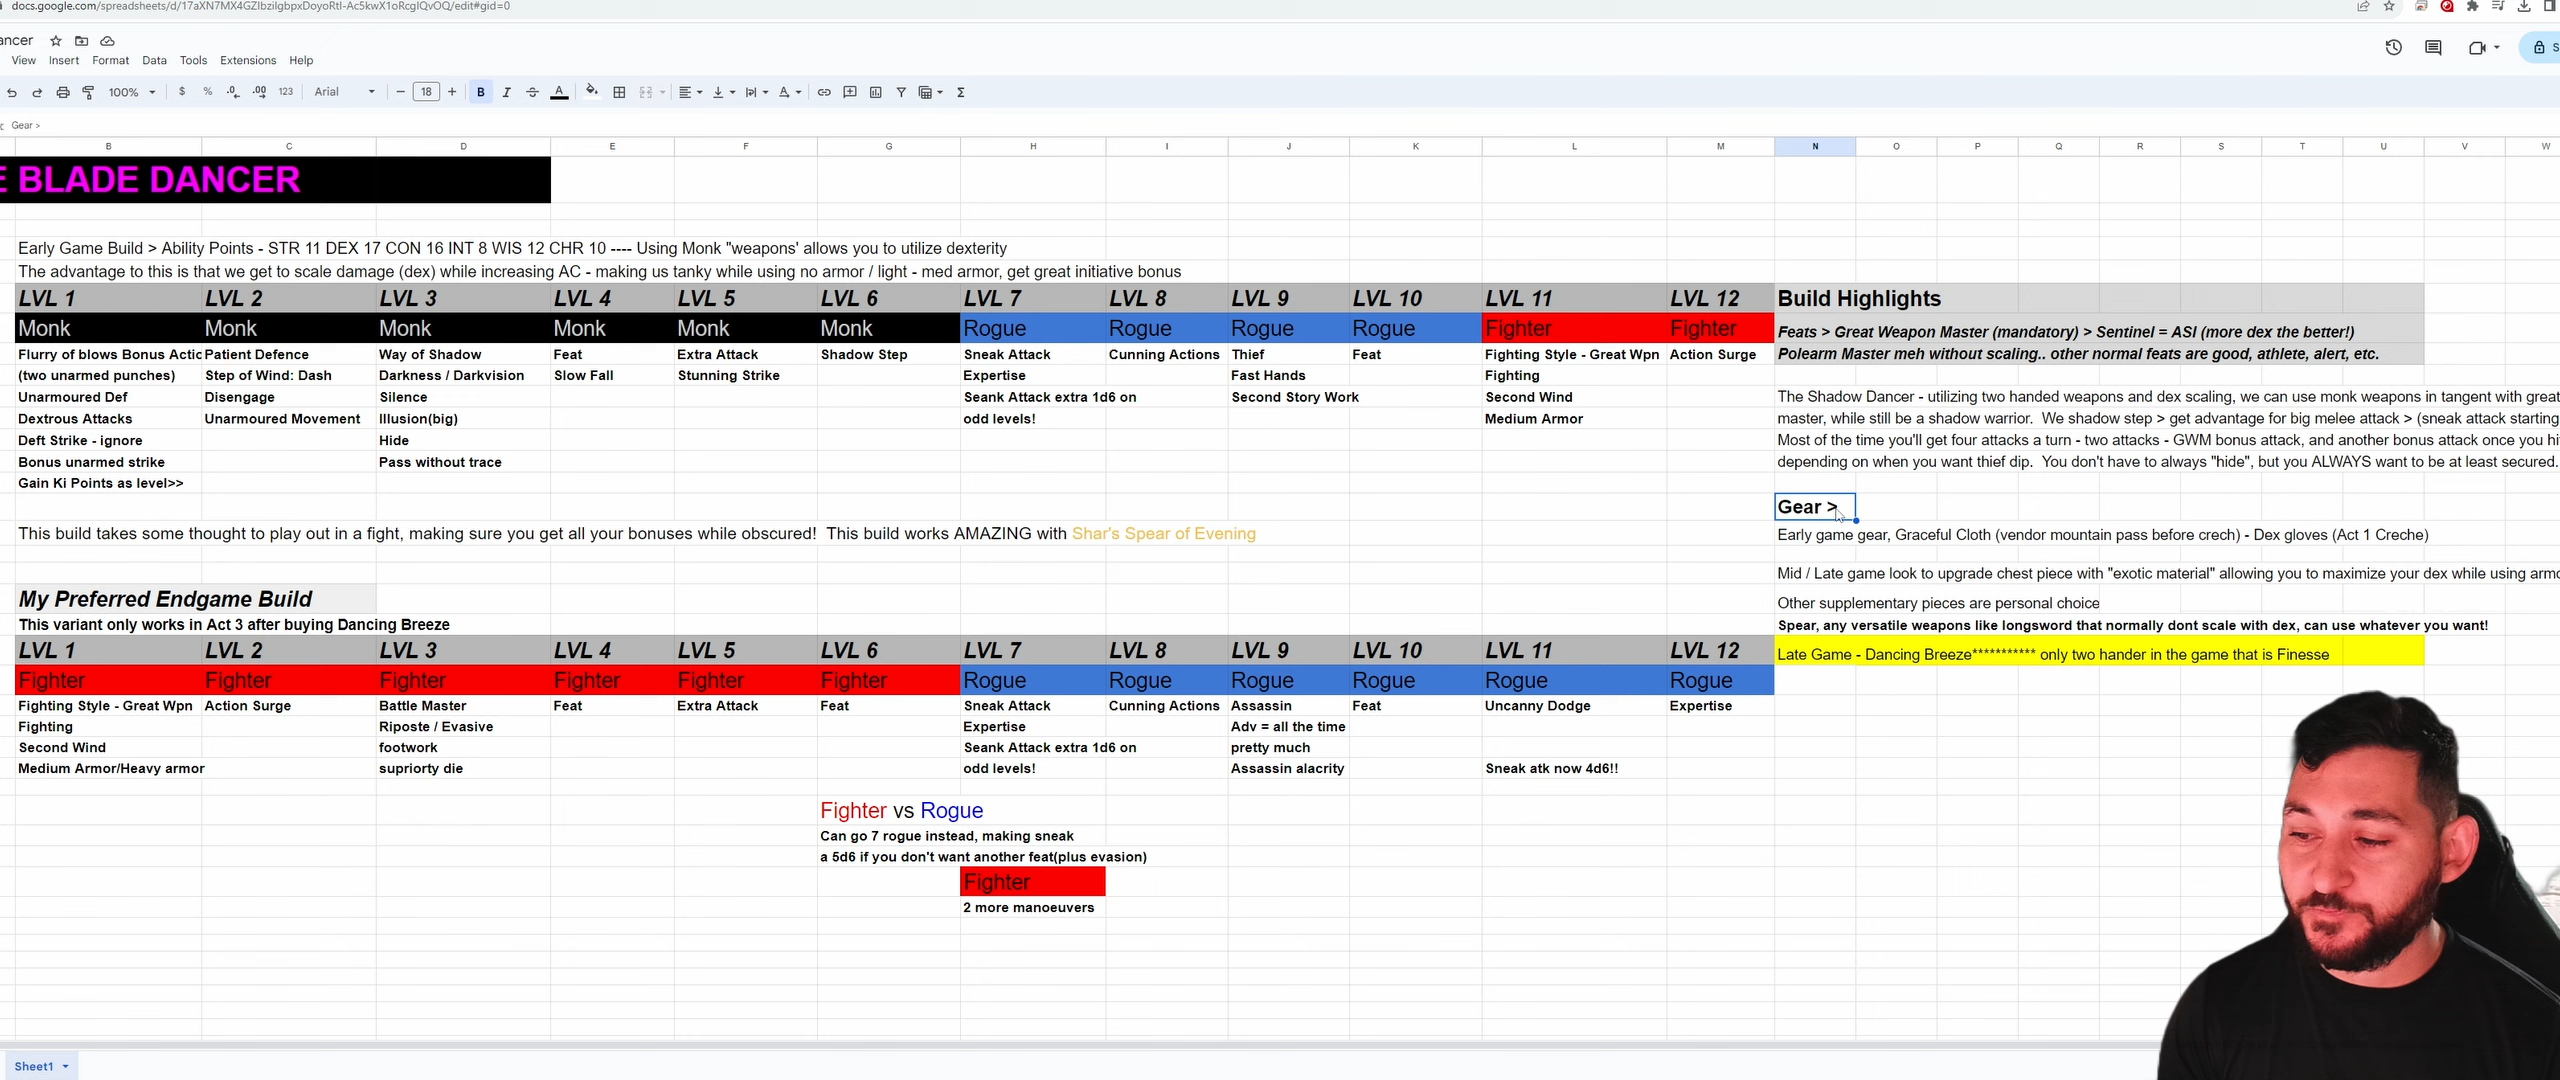 docs.google.com/spreadsheets/d/17aXN7MX4GZlbzilgbpxDoyoRtI-Ac5kwX1oRcgIQvOQ/edit#gid=0
ancer
View Insert Format Data Tools Extensions Help
100% $ % .0 .00 123 Arial 18 B I A
Gear >
B C D E F G H I J K L M N O P Q R S T U V W
E BLADE DANCER
Early Game Build > Ability Points - STR 11 DEX 17 CON 16 INT 8 WIS 12 CHR 10 ---- Using Monk "weapons' allows you to utilize dexterity
The advantage to this is that we get to scale damage (dex) while increasing AC - making us tanky while using no armor / light - med armor, get great initiative bonus
LVL 1 LVL 2 LVL 3 LVL 4 LVL 5 LVL 6 LVL 7 LVL 8 LVL 9 LVL 10 LVL 11 LVL 12 Build Highlights
Monk Monk Monk Monk Monk Monk Rogue Rogue Rogue Rogue Fighter Fighter Feats > Great Weapon Master (mandatory) > Sentinel = ASI (more dex the better!)
Flurry of blows Bonus Actic Patient Defence Way of Shadow Feat Extra Attack Shadow Step Sneak Attack Cunning Actions Thief Feat Fighting Style - Great Wpn Action Surge Polearm Master meh without scaling.. other normal feats are good, athlete, alert, etc.
(two unarmed punches) Step of Wind: Dash Darkness / Darkvision Slow Fall Stunning Strike Expertise Fast Hands Fighting
Unarmoured Def Disengage Silence Seank Attack extra 1d6 on Second Story Work Second Wind The Shadow Dancer - utilizing two handed weapons and dex scaling, we can use monk weapons in tangent with great
Dextrous Attacks Unarmoured Movement Illusion(big) odd levels! Medium Armor master, while still be a shadow warrior. We shadow step > get advantage for big melee attack > (sneak attack starting
Deft Strike - ignore Hide Most of the time you'll get four attacks a turn - two attacks - GWM bonus attack, and another bonus attack once you hi
Bonus unarmed strike Pass without trace depending on when you want thief dip. You don't have to always "hide", but you ALWAYS want to be at least secured.
Gain Ki Points as level>>
Gear >
This build takes some thought to play out in a fight, making sure you get all your bonuses while obscured! This build works AMAZING with Shar's Spear of Evening
Early game gear, Graceful Cloth (vendor mountain pass before crech) - Dex gloves (Act 1 Creche)
Mid / Late game look to upgrade chest piece with "exotic material" allowing you to maximize your dex while using armo
My Preferred Endgame Build Other supplementary pieces are personal choice
This variant only works in Act 3 after buying Dancing Breeze Spear, any versatile weapons like longsword that normally dont scale with dex, can use whatever you want!
LVL 1 LVL 2 LVL 3 LVL 4 LVL 5 LVL 6 LVL 7 LVL 8 LVL 9 LVL 10 LVL 11 LVL 12 Late Game - Dancing Breeze*********** only two hander in the game that is Finesse
Fighter Fighter Fighter Fighter Fighter Fighter Rogue Rogue Rogue Rogue Rogue Rogue
Fighting Style - Great Wpn Action Surge Battle Master Feat Extra Attack Feat Sneak Attack Cunning Actions Assassin Feat Uncanny Dodge Expertise
Fighting Riposte / Evasive Expertise Adv = all the time
Second Wind footwork Seank Attack extra 1d6 on pretty much
Medium Armor/Heavy armor supriorty die odd levels! Assassin alacrity Sneak atk now 4d6!!
Fighter vs Rogue
Can go 7 rogue instead, making sneak
a 5d6 if you don't want another feat(plus evasion)
Fighter
2 more manoeuvers
Sheet1